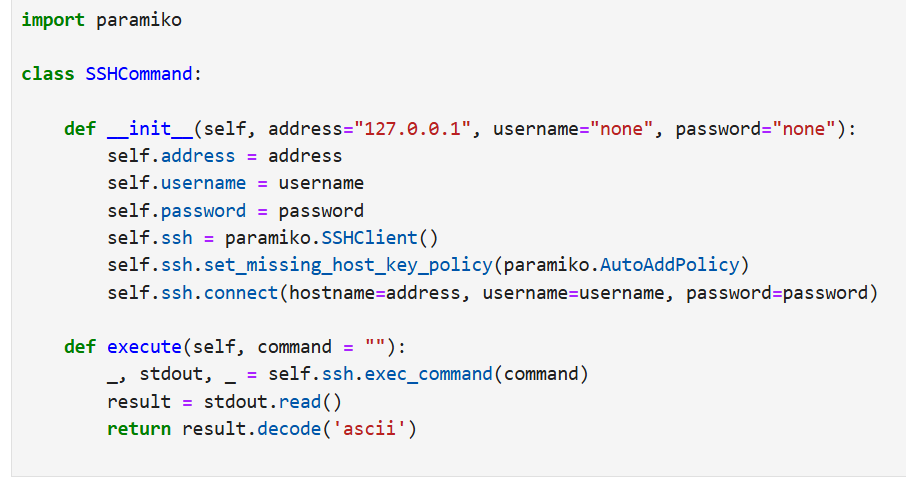 import paramiko
class SSHCommand:
def __init__(self, address="127.0.0.1", username="none", password="none"):
self.address = address
self.username = username
self.password = password
self.ssh = paramiko.SSHClient()
self.ssh.set_missing_host_key_policy(paramiko.AutoAddPolicy)
self.ssh.connect(hostname=address, username=username, password=password)
def execute(self, command = ""):
_, stdout, _ = self.ssh.exec_command(command)
result = stdout.read()
return result.decode('ascii')